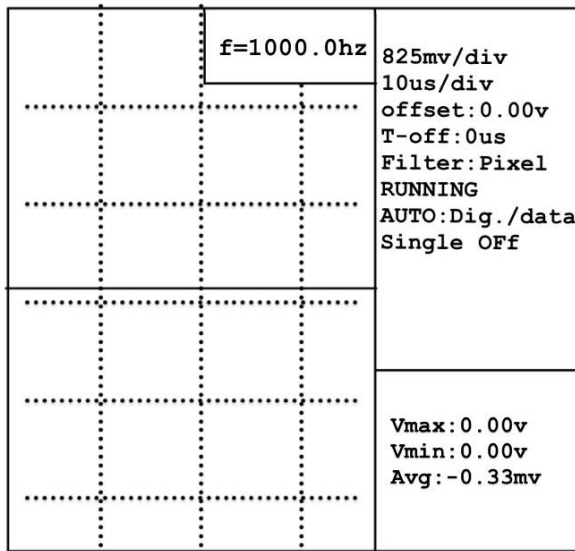 f=1000.0hz
825mv/div
10us/div
offset:0.00v
T-off:0us
Filter:Pixel
RUNNING
AUTO:Dig./data
Single OFf
Vmax:0.00v
Vmin:0.00v
Avg:-0.33mv